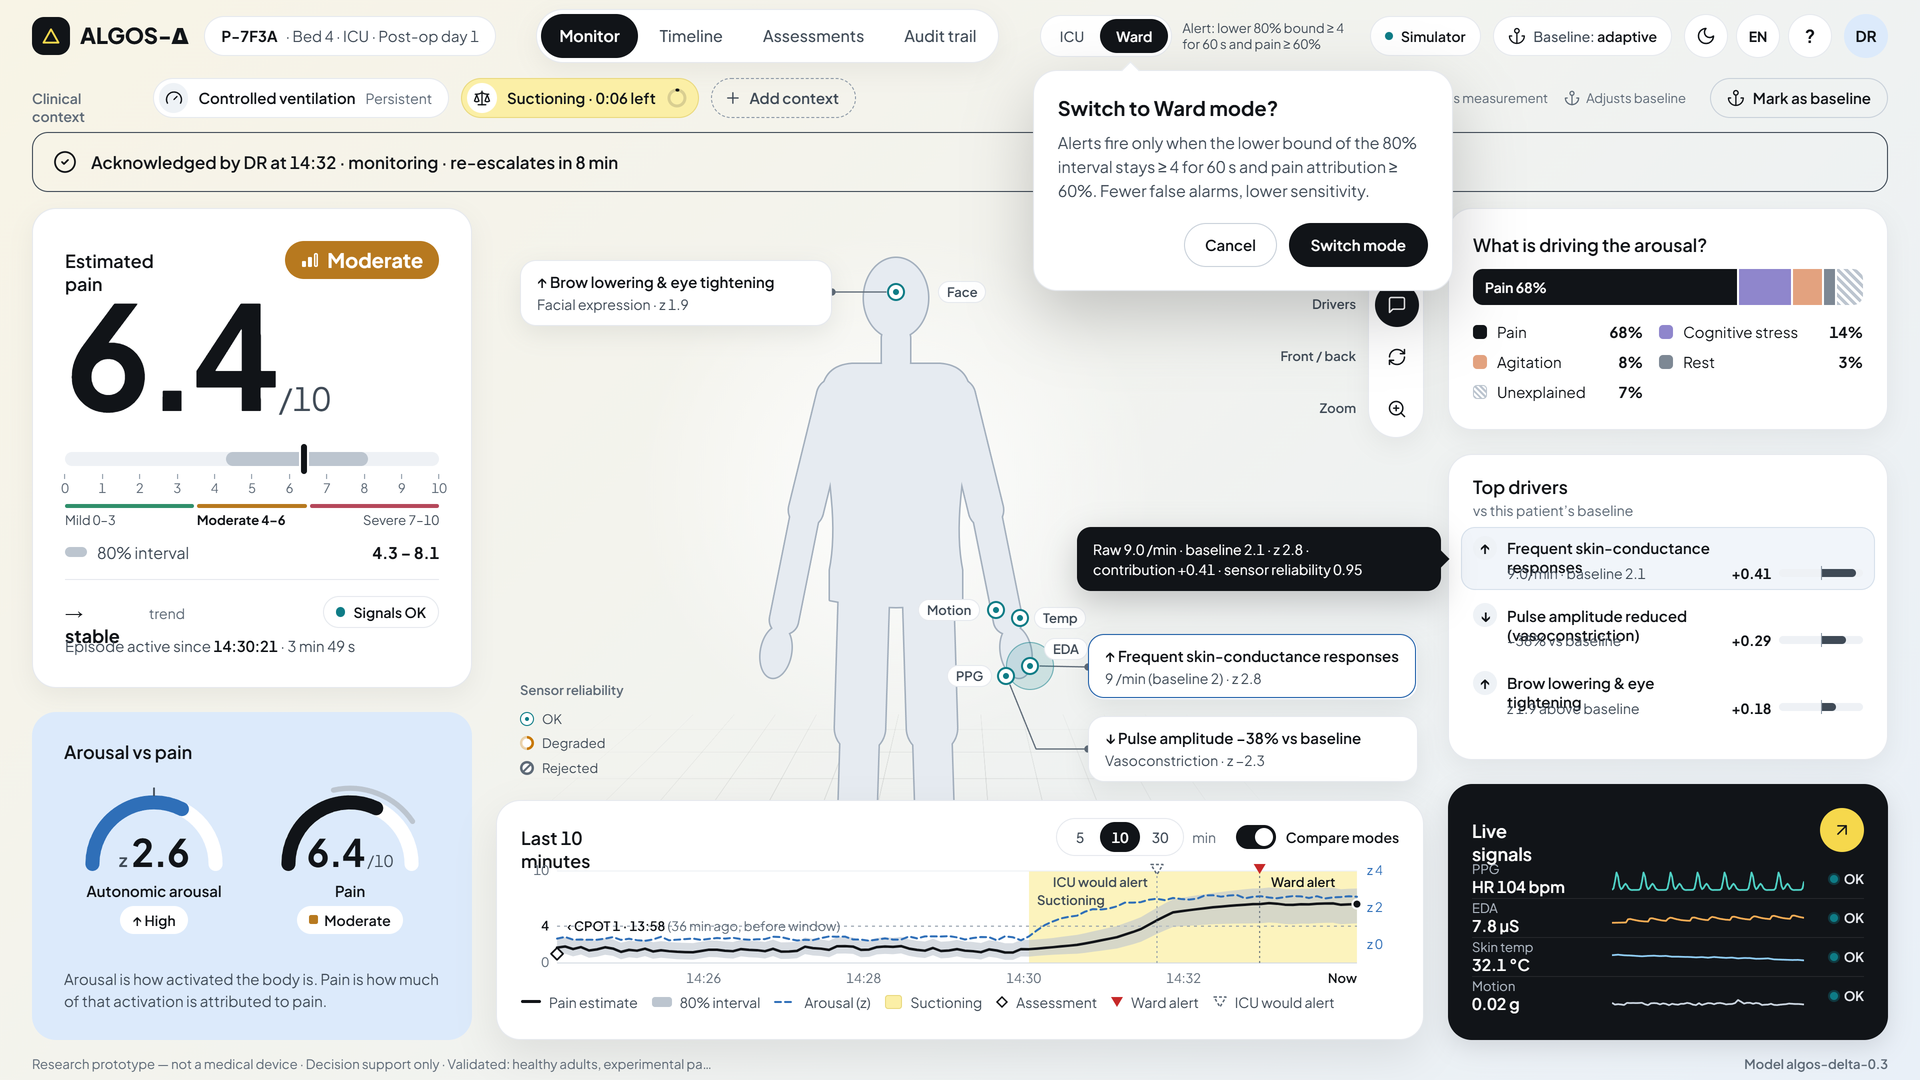 ALGOS-Δ
P-7F3A · Bed 4 · ICU · Post-op day 1
Monitor
Timeline
Assessments
Audit trail
ICU
Ward
Alert: lower 80% bound ≥ 4
for 60 s and pain ≥ 60%
Simulator
Baseline: adaptive
EN
?
DR
Clinical
context
Controlled ventilation Persistent
Suctioning · 0:06 left
+ Add context
s measurement
Adjusts baseline
Mark as baseline
Switch to Ward mode?
Alerts fire only when the lower bound of the 80%
interval stays ≥ 4 for 60 s and pain attribution ≥
60%. Fewer false alarms, lower sensitivity.
Cancel
Switch mode
Acknowledged by DR at 14:32 · monitoring · re-escalates in 8 min
Estimated
pain
Moderate
6.4/10
0 1 2 3 4 5 6 7 8 9 10
Mild 0–3
Moderate 4–6
Severe 7–10
80% interval
4.3 – 8.1
→
stable
trend
Signals OK
Episode active since 14:30:21 · 3 min 49 s
Arousal vs pain
z 2.6
Autonomic arousal
↑ High
6.4 /10
Pain
Moderate
Arousal is how activated the body is. Pain is how much
of that activation is attributed to pain.
↑ Brow lowering & eye tightening
Facial expression · z 1.9
Face
Drivers
Front / back
Zoom
Raw 9.0 /min · baseline 2.1 · z 2.8 ·
contribution +0.41 · sensor reliability 0.95
Motion
Temp
EDA
PPG
↑ Frequent skin-conductance responses
9 /min (baseline 2) · z 2.8
↓ Pulse amplitude −38% vs baseline
Vasoconstriction · z −2.3
Sensor reliability
OK
Degraded
Rejected
Last 10
minutes
5
10
30
min
Compare modes
10
4
0
ICU would alert
Suctioning
Ward alert
‹ CPOT 1 · 13:58 (36 min ago, before window)
z 4
z 2
z 0
14:26
14:28
14:30
14:32
Now
Pain estimate
80% interval
Arousal (z)
Suctioning
Assessment
Ward alert
ICU would alert
What is driving the arousal?
Pain 68%
Pain 68%
Cognitive stress 14%
Agitation 8%
Rest 3%
Unexplained 7%
Top drivers
vs this patient's baseline
↑ Frequent skin-conductance
responses
9.0/min · baseline 2.1
+0.41
↓ Pulse amplitude reduced
(vasoconstriction)
−38% vs baseline
+0.29
↑ Brow lowering & eye
tightening
z 1.9 above baseline
+0.18
Live
signals
PPG
HR 104 bpm
OK
EDA
7.8 µS
OK
Skin temp
32.1 °C
OK
Motion
0.02 g
OK
Research prototype — not a medical device · Decision support only · Validated: healthy adults, experimental pa...
Model algos-delta-0.3